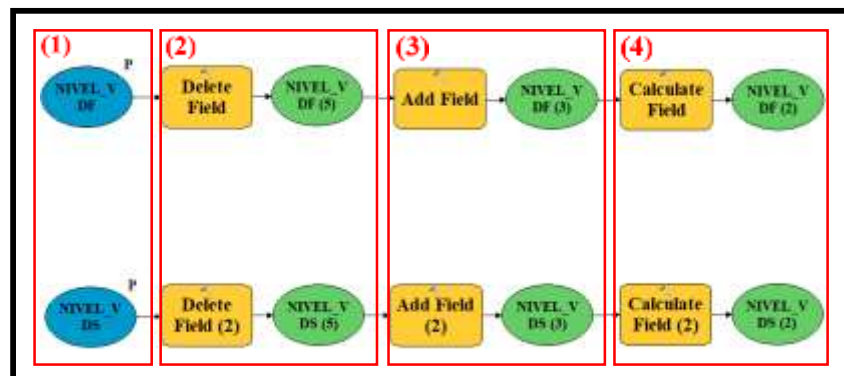 (1)
(2)
(3)
(4)
P
NIVEL_V
DF
Delete
Field
NIVEL_V
DF (5)
Add Field
NIVEL_V
DF (3)
Calculate
Field
NIVEL_V
DF (2)
P
NIVEL_V
DS
Delete
Field (2)
NIVEL_V
DS (5)
Add Field
(2)
NIVEL_V
DS (3)
Calculate
Field (2)
NIVEL_V
DS (2)